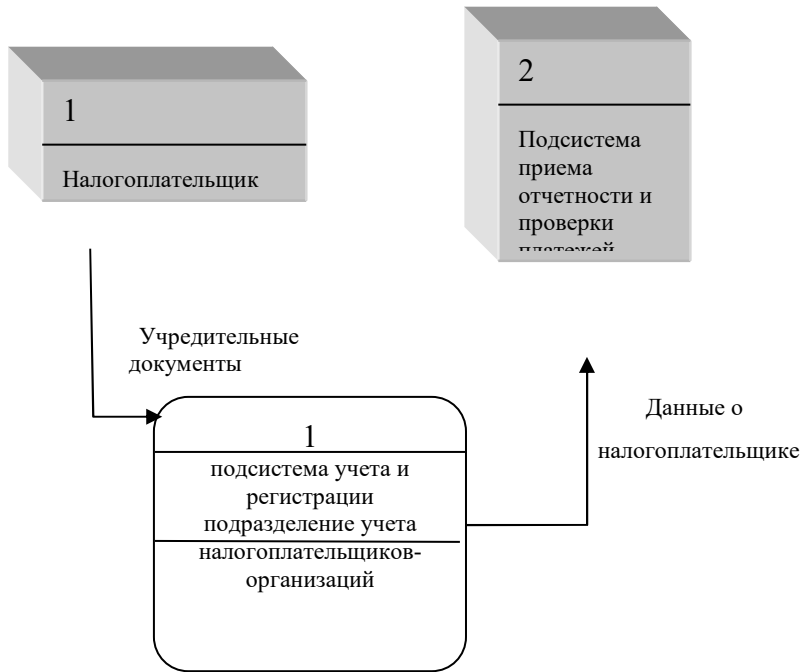 1
Налогоплательщик
2
Подсистема
приема
отчетности и
проверки
платежей
Учредительные
документы
1
подсистема учета и
регистрации
подразделение учета
налогоплательщиков-
организаций
Данные о
налогоплательщике